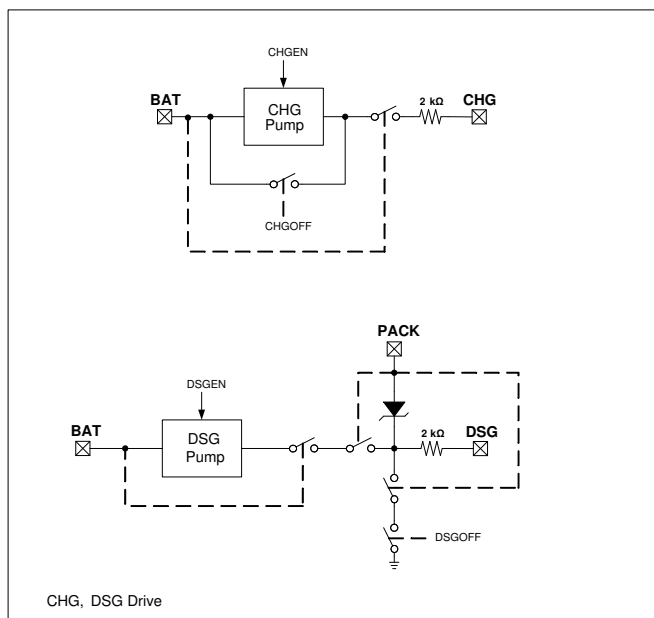 CHGEN
BAT
CHG
Pump
2 kΩ
CHG
CHGOFF
PACK
DSGEN
BAT
DSG
Pump
2 kΩ
DSG
DSGOFF
CHG, DSG Drive